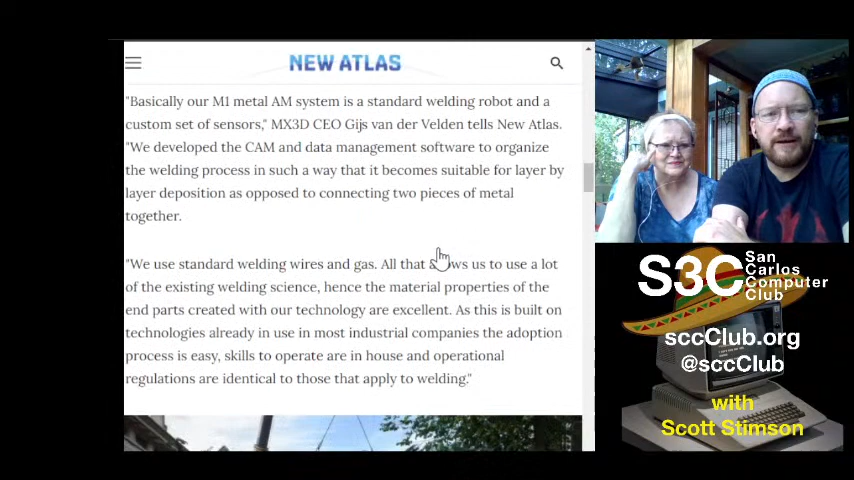 NEW ATLAS
"Basically our M1 metal AM system is a standard welding robot and a
custom set of sensors," MX3D CEO Gijs van der Velden tells New Atlas.
"We developed the CAM and data management software to organize
the welding process in such a way that it becomes suitable for layer by
layer deposition as opposed to connecting two pieces of metal
together.
"We use standard welding wires and gas. All that allows us to use a lot
of the existing welding science, hence the material properties of the
end parts created with our technology are excellent. As this is built on
technologies already in use in most industrial companies the adoption
process is easy, skills to operate are in house and operational
regulations are identical to those that apply to welding."
S3C San
Carlos
Computer
Club
sccClub.org
@sccClub
with
Scott Stimson